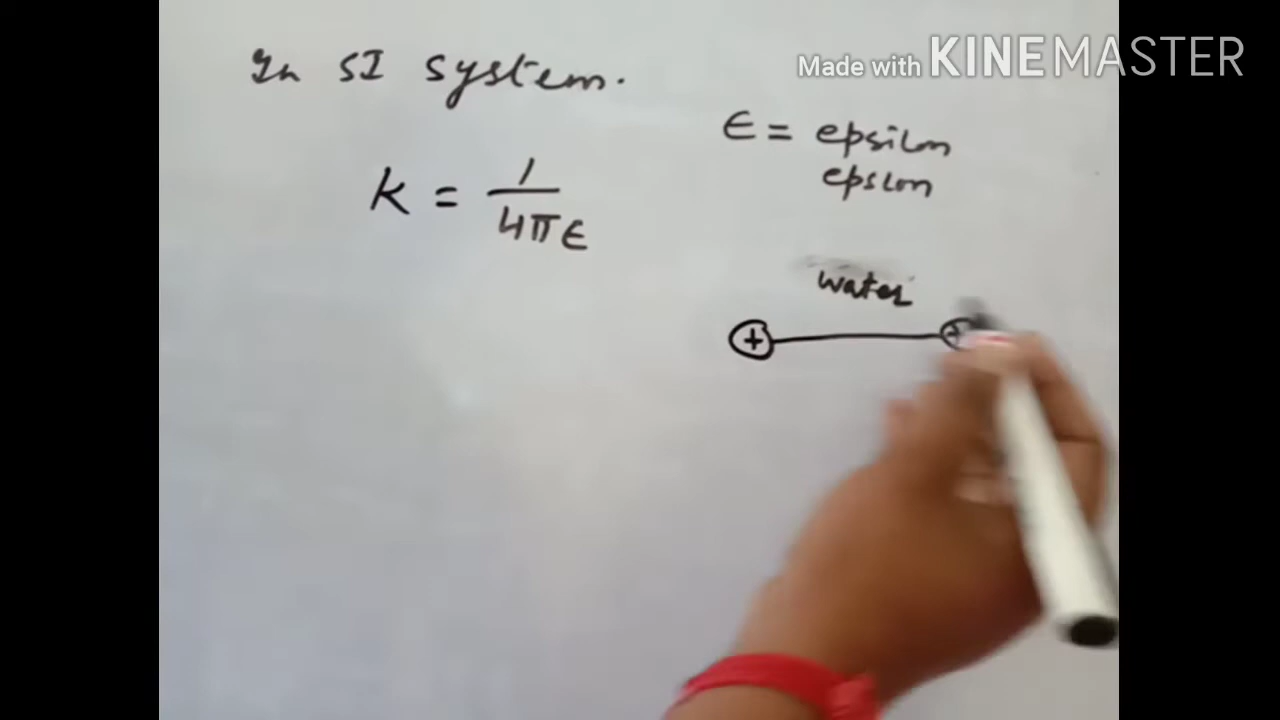 In SI system.
Made with KINEMASTER
ϵ = epsilon
epslon
K = 1/4πϵ
water
+ +